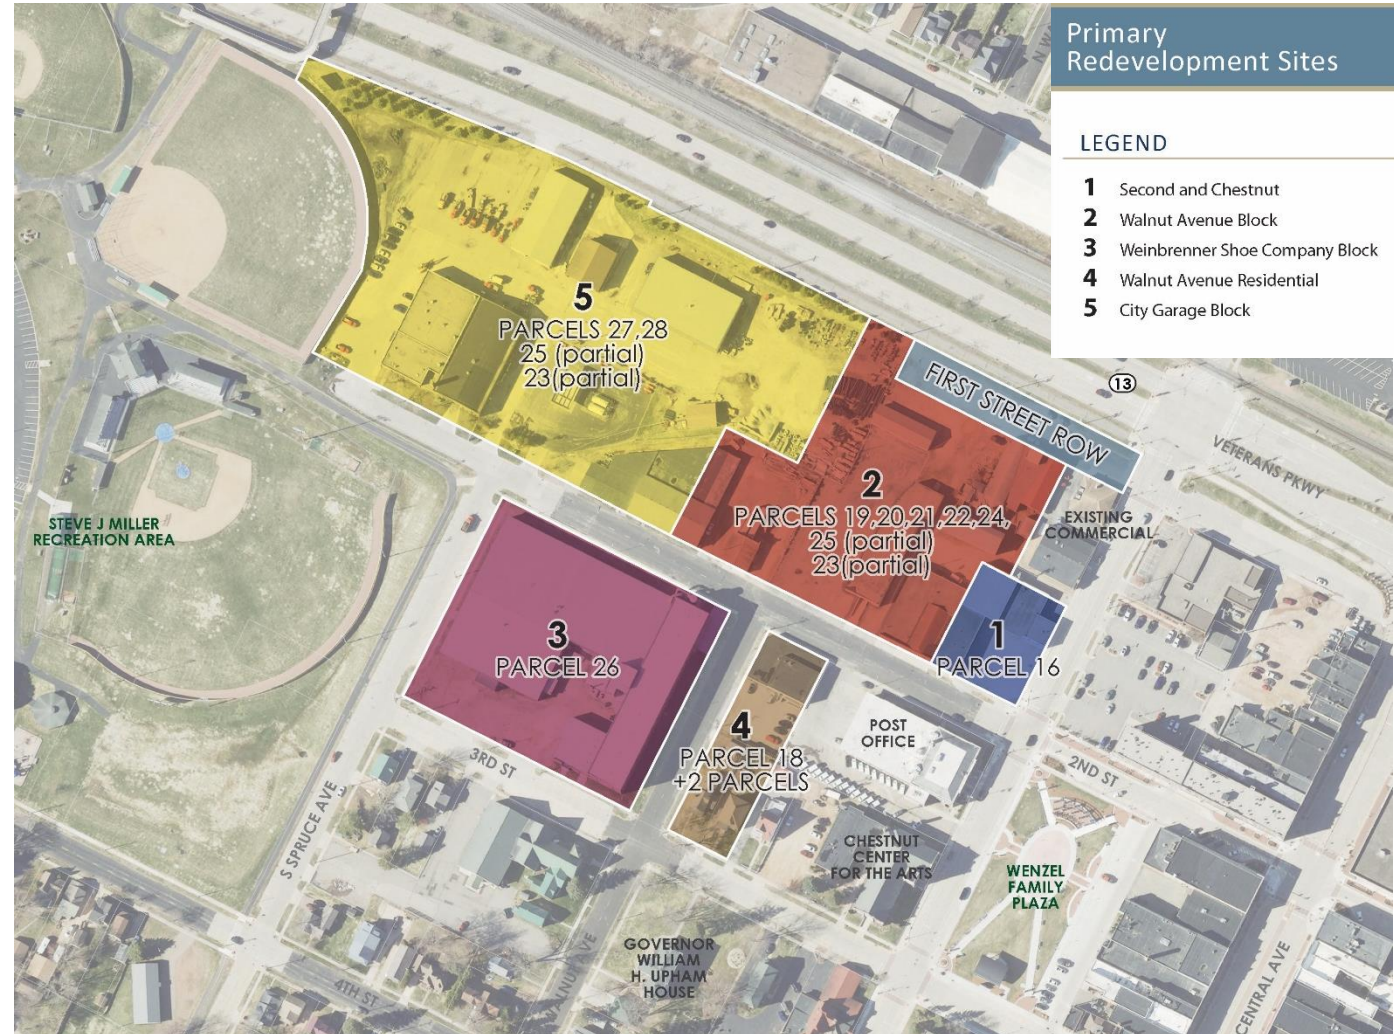 Primary
Redevelopment Sites
LEGEND
1 Second and Chestnut
2 Walnut Avenue Block
3 Weinbrenner Shoe Company Block
4 Walnut Avenue Residential
5 City Garage Block
5
PARCELS 27,28
25 (partial)
23(partial)
13
FIRST STREET ROW
VETERANS PKWY
2
PARCELS 19,20,21,22,24,
25 (partial)
23(partial)
EXISTING
COMMERCIAL
STEVE J MILLER
RECREATION AREA
3
PARCEL 26
1
PARCEL 16
4
PARCEL 18
+2 PARCELS
POST
OFFICE
3RD ST
2ND ST
S SPRUCE AVE
CHESTNUT
CENTER
FOR THE ARTS
WENZEL
FAMILY
PLAZA
GOVERNOR
WILLIAM
H. UPHAM
HOUSE
ALNUT AVE
4TH ST
CENTRAL AVE